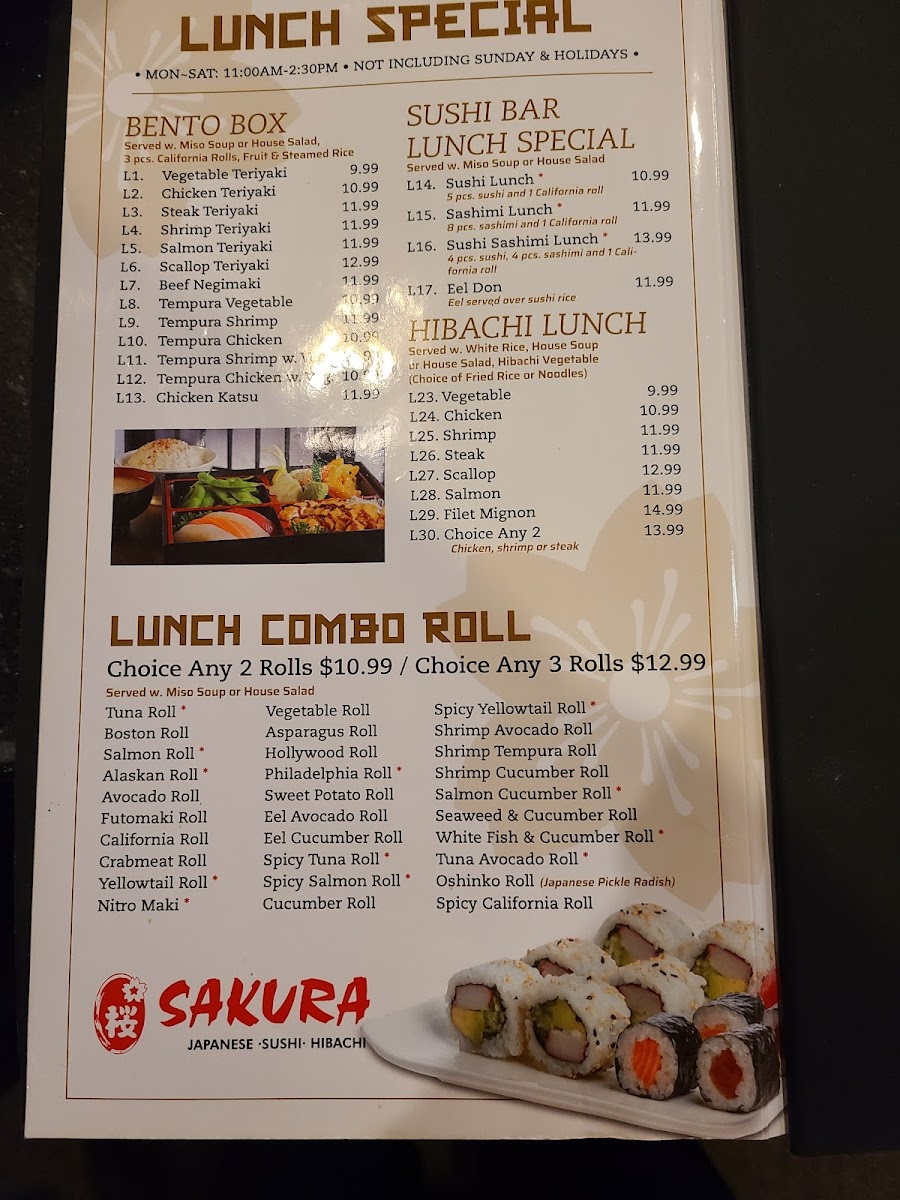 LUNCH SPECIAL
• MON~SAT: 11:00AM-2:30PM • NOT INCLUDING SUNDAY & HOLIDAYS •
BENTO BOX
Served w. Miso Soup or House Salad,
3 pcs. California Rolls, Fruit & Steamed Rice
L1. Vegetable Teriyaki 9.99
L2. Chicken Teriyaki 10.99
L3. Steak Teriyaki 11.99
L4. Shrimp Teriyaki 11.99
L5. Salmon Teriyaki 11.99
L6. Scallop Teriyaki 12.99
L7. Beef Negimaki 11.99
L8. Tempura Vegetable 10.99
L9. Tempura Shrimp 11.99
L10. Tempura Chicken 10.99
L11. Tempura Shrimp w.
L12. Tempura Chicken w.
L13. Chicken Katsu 11.99
SUSHI BAR
LUNCH SPECIAL
Served w. Miso Soup or House Salad
L14. Sushi Lunch * 10.99
5 pcs. sushi and 1 California roll
L15. Sashimi Lunch * 11.99
8 pcs. sashimi and 1 California roll
L16. Sushi Sashimi Lunch * 13.99
4 pcs. sushi, 4 pcs. sashimi and 1 Cali-
fornia roll
L17. Eel Don 11.99
Eel served over sushi rice
HIBACHI LUNCH
Served w. White Rice, House Soup
or House Salad, Hibachi Vegetable
(Choice of Fried Rice or Noodles)
L23. Vegetable 9.99
L24. Chicken 10.99
L25. Shrimp 11.99
L26. Steak 11.99
L27. Scallop 12.99
L28. Salmon 11.99
L29. Filet Mignon 14.99
L30. Choice Any 2 13.99
Chicken, shrimp or steak
LUNCH COMBO ROLL
Choice Any 2 Rolls $10.99 / Choice Any 3 Rolls $12.99
Served w. Miso Soup or House Salad
Tuna Roll *
Boston Roll
Salmon Roll *
Alaskan Roll *
Avocado Roll
Futomaki Roll
California Roll
Crabmeat Roll
Yellowtail Roll *
Nitro Maki *
Vegetable Roll
Asparagus Roll
Hollywood Roll
Philadelphia Roll *
Sweet Potato Roll
Eel Avocado Roll
Eel Cucumber Roll
Spicy Tuna Roll *
Spicy Salmon Roll *
Cucumber Roll
Spicy Yellowtail Roll *
Shrimp Avocado Roll
Shrimp Tempura Roll
Shrimp Cucumber Roll
Salmon Cucumber Roll *
Seaweed & Cucumber Roll
White Fish & Cucumber Roll *
Tuna Avocado Roll *
Oshinko Roll (Japanese Pickle Radish)
Spicy California Roll
桜
SAKURA
JAPANESE ·SUSHI· HIBACHI